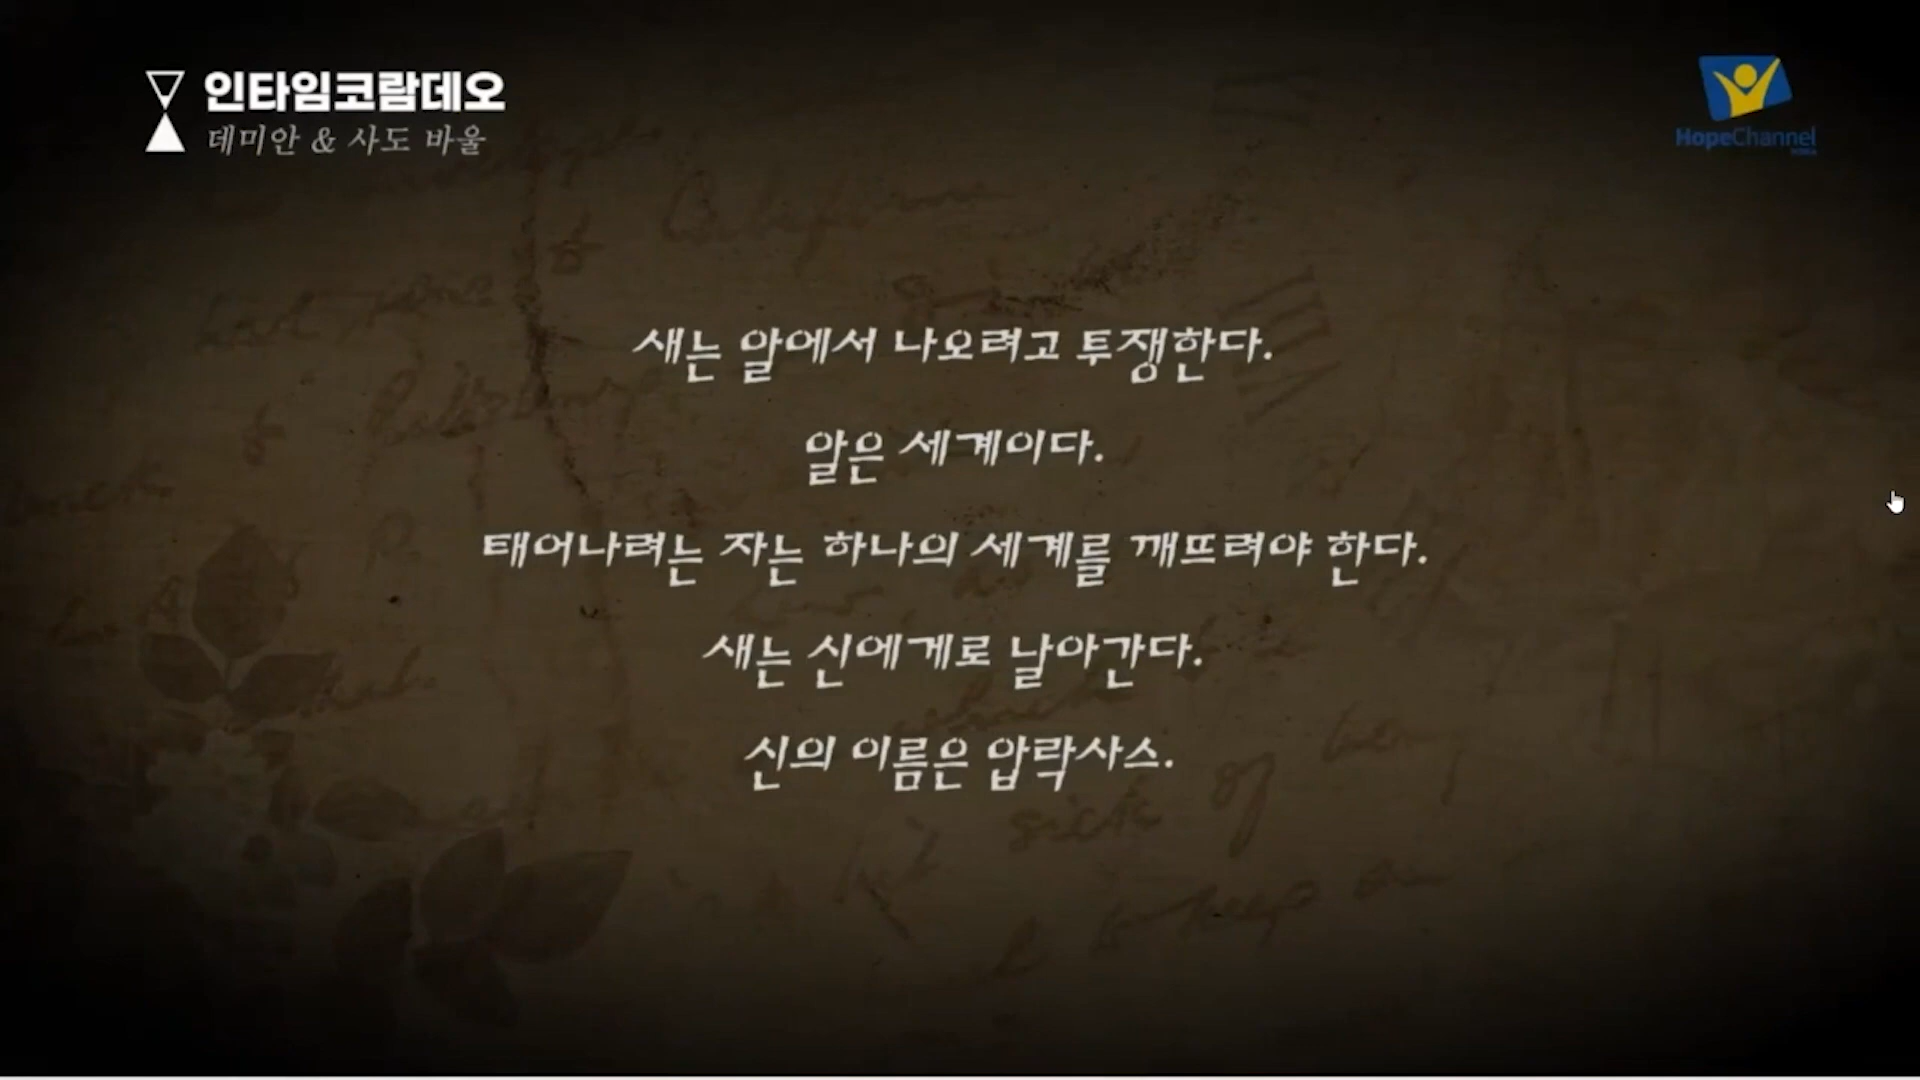 인타임코람데오
데미안 & 사도 바울
HopeChannel
새는 알에서 나오려고 투쟁한다.
알은 세계이다.
태어나려는 자는 하나의 세계를 깨뜨려야 한다.
새는 신에게로 날아간다.
신의 이름은 압락사스.
sick of